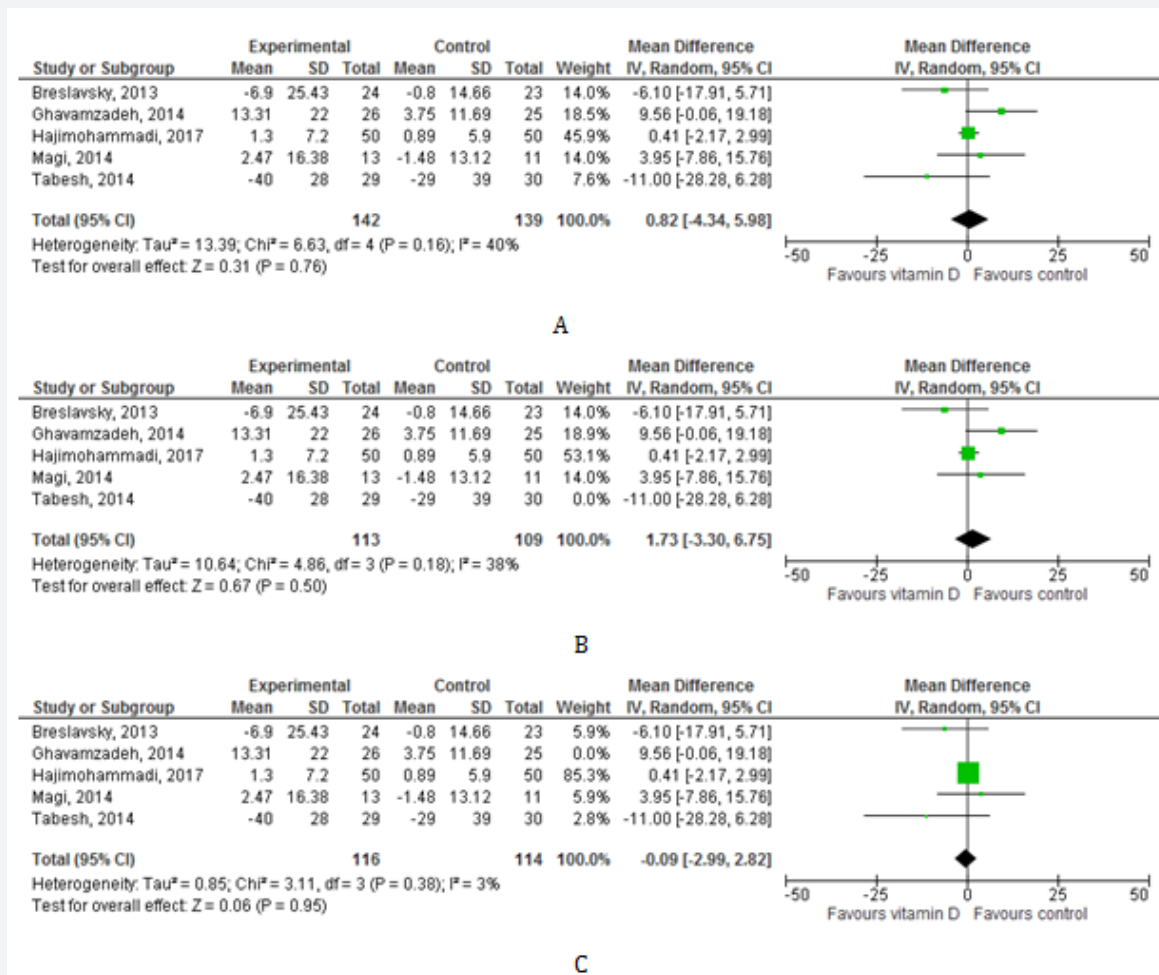 Experimental Control Mean Difference Mean Difference
Study or Subgroup Mean SD Total Mean SD Total Weight IV, Random, 95% CI IV, Random, 95% CI
Breslavsky, 2013 -6.9 25.43 24 -0.8 14.66 23 14.0% -6.10 [-17.91, 5.71]
Ghavamzadeh, 2014 13.31 22 26 3.75 11.69 25 18.5% 9.56 [-0.06, 19.18]
Hajimohammadi, 2017 1.3 7.2 50 0.89 5.9 50 45.9% 0.41 [-2.17, 2.99]
Magi, 2014 2.47 16.38 13 -1.48 13.12 11 14.0% 3.95 [-7.86, 15.76]
Tabesh, 2014 -40 28 29 -29 39 30 7.6% -11.00 [-28.28, 6.28]
Total (95% CI) 142 139 100.0% 0.82 [-4.34, 5.98]
Heterogeneity: Tau² = 13.39; Chi² = 6.63, df = 4 (P = 0.16); I² = 40%
Test for overall effect: Z = 0.31 (P = 0.76)
-50 -25 0 25 50
Favours vitamin D Favours control
A
Experimental Control Mean Difference Mean Difference
Study or Subgroup Mean SD Total Mean SD Total Weight IV, Random, 95% CI IV, Random, 95% CI
Breslavsky, 2013 -6.9 25.43 24 -0.8 14.66 23 14.0% -6.10 [-17.91, 5.71]
Ghavamzadeh, 2014 13.31 22 26 3.75 11.69 25 18.9% 9.56 [-0.06, 19.18]
Hajimohammadi, 2017 1.3 7.2 50 0.89 5.9 50 53.1% 0.41 [-2.17, 2.99]
Magi, 2014 2.47 16.38 13 -1.48 13.12 11 14.0% 3.95 [-7.86, 15.76]
Tabesh, 2014 -40 28 29 -29 39 30 0.0% -11.00 [-28.28, 6.28]
Total (95% CI) 113 109 100.0% 1.73 [-3.30, 6.75]
Heterogeneity: Tau² = 10.64; Chi² = 4.86, df = 3 (P = 0.18); I² = 38%
Test for overall effect: Z = 0.67 (P = 0.50)
-50 -25 0 25 50
Favours vitamin D Favours control
B
Experimental Control Mean Difference Mean Difference
Study or Subgroup Mean SD Total Mean SD Total Weight IV, Random, 95% CI IV, Random, 95% CI
Breslavsky, 2013 -6.9 25.43 24 -0.8 14.66 23 5.9% -6.10 [-17.91, 5.71]
Ghavamzadeh, 2014 13.31 22 26 3.75 11.69 25 0.0% 9.56 [-0.06, 19.18]
Hajimohammadi, 2017 1.3 7.2 50 0.89 5.9 50 85.3% 0.41 [-2.17, 2.99]
Magi, 2014 2.47 16.38 13 -1.48 13.12 11 5.9% 3.95 [-7.86, 15.76]
Tabesh, 2014 -40 28 29 -29 39 30 2.8% -11.00 [-28.28, 6.28]
Total (95% CI) 116 114 100.0% -0.09 [-2.99, 2.82]
Heterogeneity: Tau² = 0.85; Chi² = 3.11, df = 3 (P = 0.38); I² = 3%
Test for overall effect: Z = 0.06 (P = 0.95)
-50 -25 0 25 50
Favours vitamin D Favours control
C